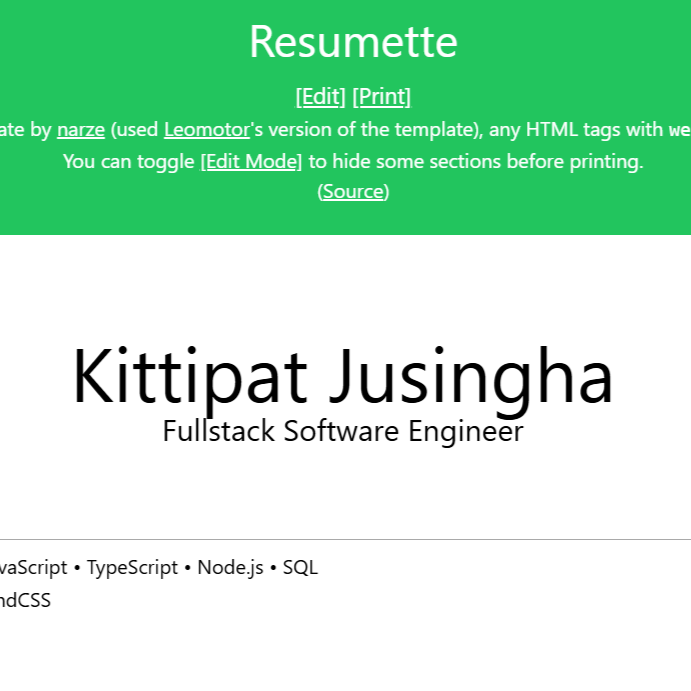 Resumette
[Edit] [Print]
ate by narze (used Leomotor's version of the template), any HTML tags with we
You can toggle [Edit Mode] to hide some sections before printing.
(Source)
Kittipat Jusingha
Fullstack Software Engineer
vaScript • TypeScript • Node.js • SQL
ndCSS